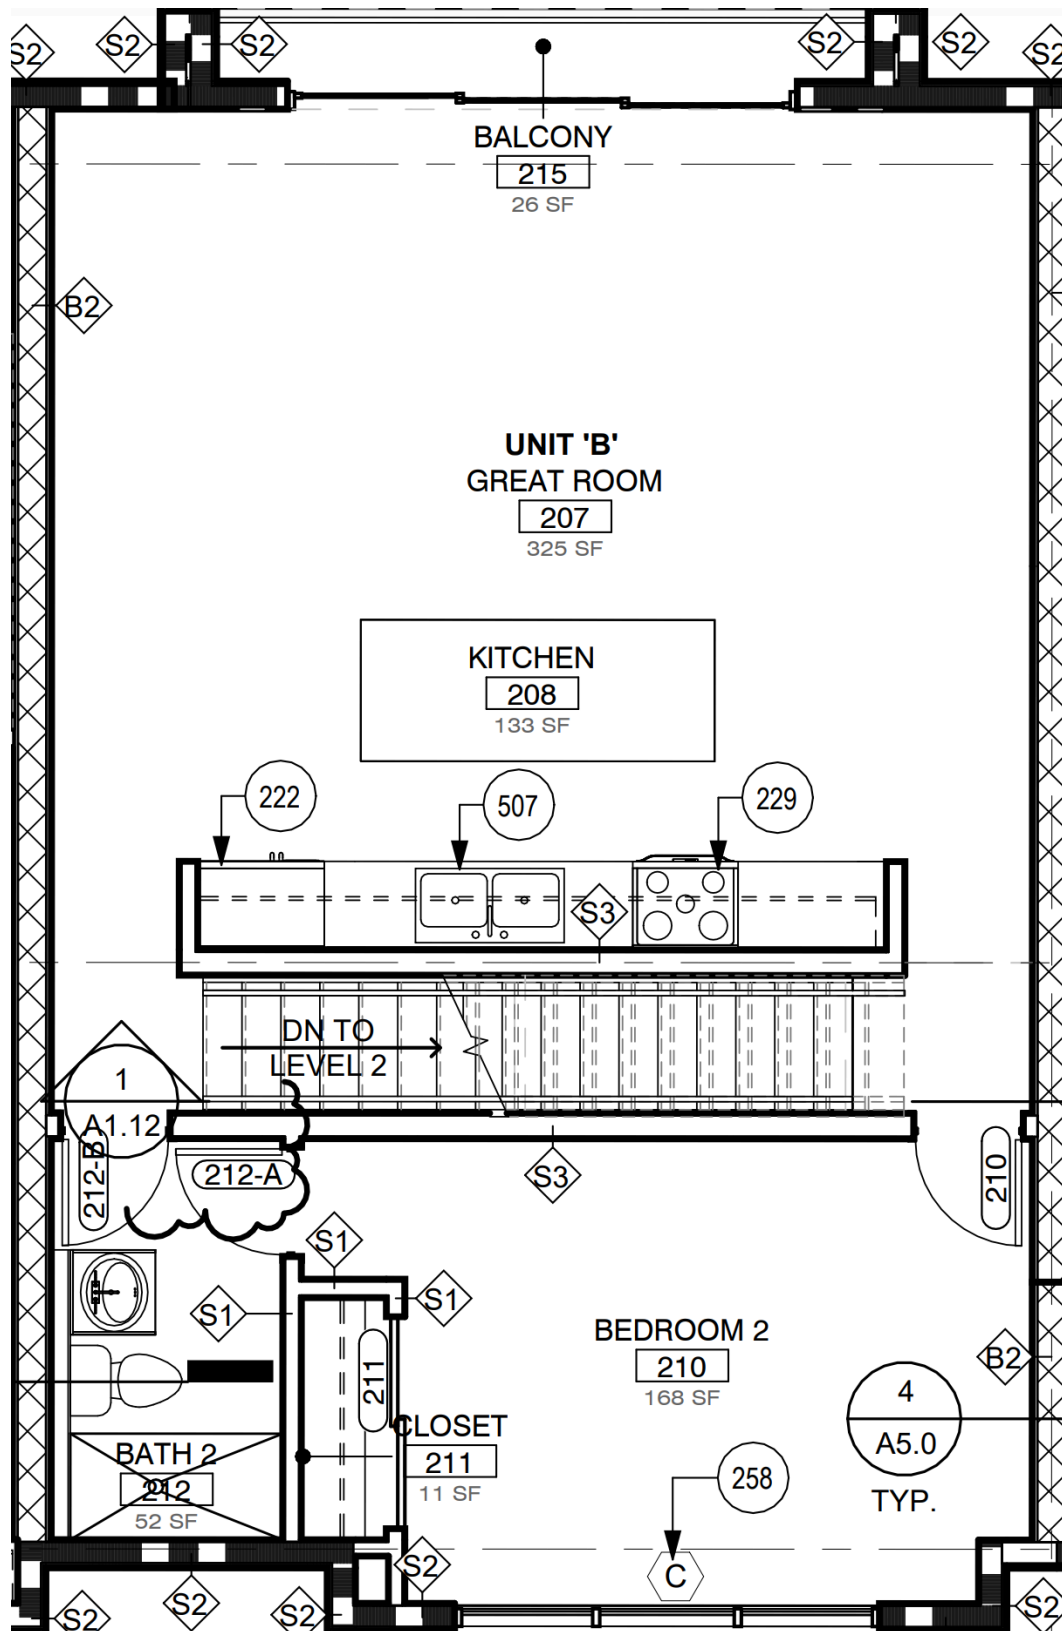 S2
S2
S2
S2
S2
S2
BALCONY
215
26 SF
B2
UNIT 'B'
GREAT ROOM
207
325 SF
KITCHEN
208
133 SF
222
507
229
S3
DN TO
LEVEL 2
1
A1.12
212-B
212-A
S3
210
S1
S1
S1
BEDROOM 2
210
168 SF
B2
211
4
A5.0
TYP.
CLOSET
211
11 SF
BATH 2
212
52 SF
258
C
S2
S2
S2
S2
S2